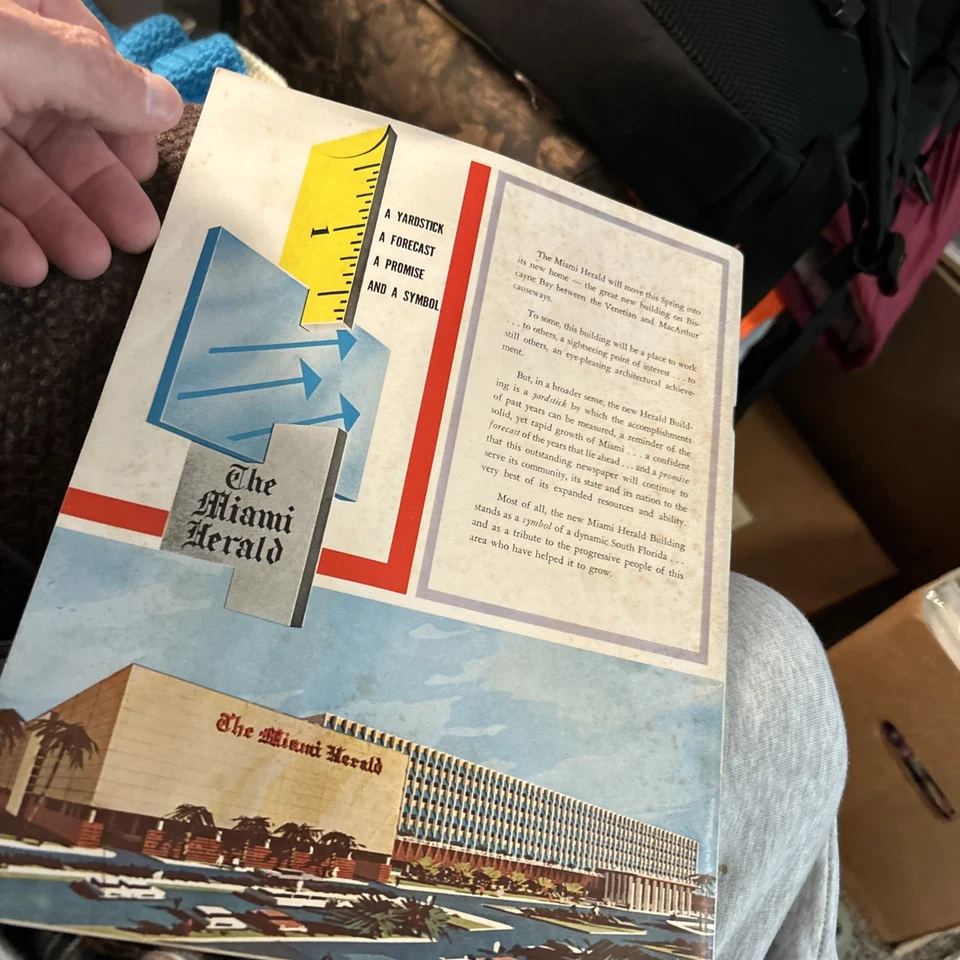 A YARDSTICK
A FORECAST
A PROMISE
AND A SYMBOL
1
The
Miami
Herald
The Miami Herald will move this Spring into
its new home — the great new building on Bis-
cayne Bay between the Venetian and MacArthur
causeways.
To some, this building will be a place to work
. . . to others, a sightseeing point of interest . . . to
still others, an eye-pleasing architectural achieve-
ment.
But, in a broader sense, the new Herald Build-
ing is a yardstick by which the accomplishments
of past years can be measured, a reminder of the
solid, yet rapid growth of Miami . . . a confident
forecast of the years that lie ahead . . . and a promise
that this outstanding newspaper will continue to
serve its community, its state and its nation to the
very best of its expanded resources and ability.
Most of all, the new Miami Herald Building
stands as a symbol of a dynamic South Florida . . .
and as a tribute to the progressive people of this
area who have helped it to grow.
The Miami Herald